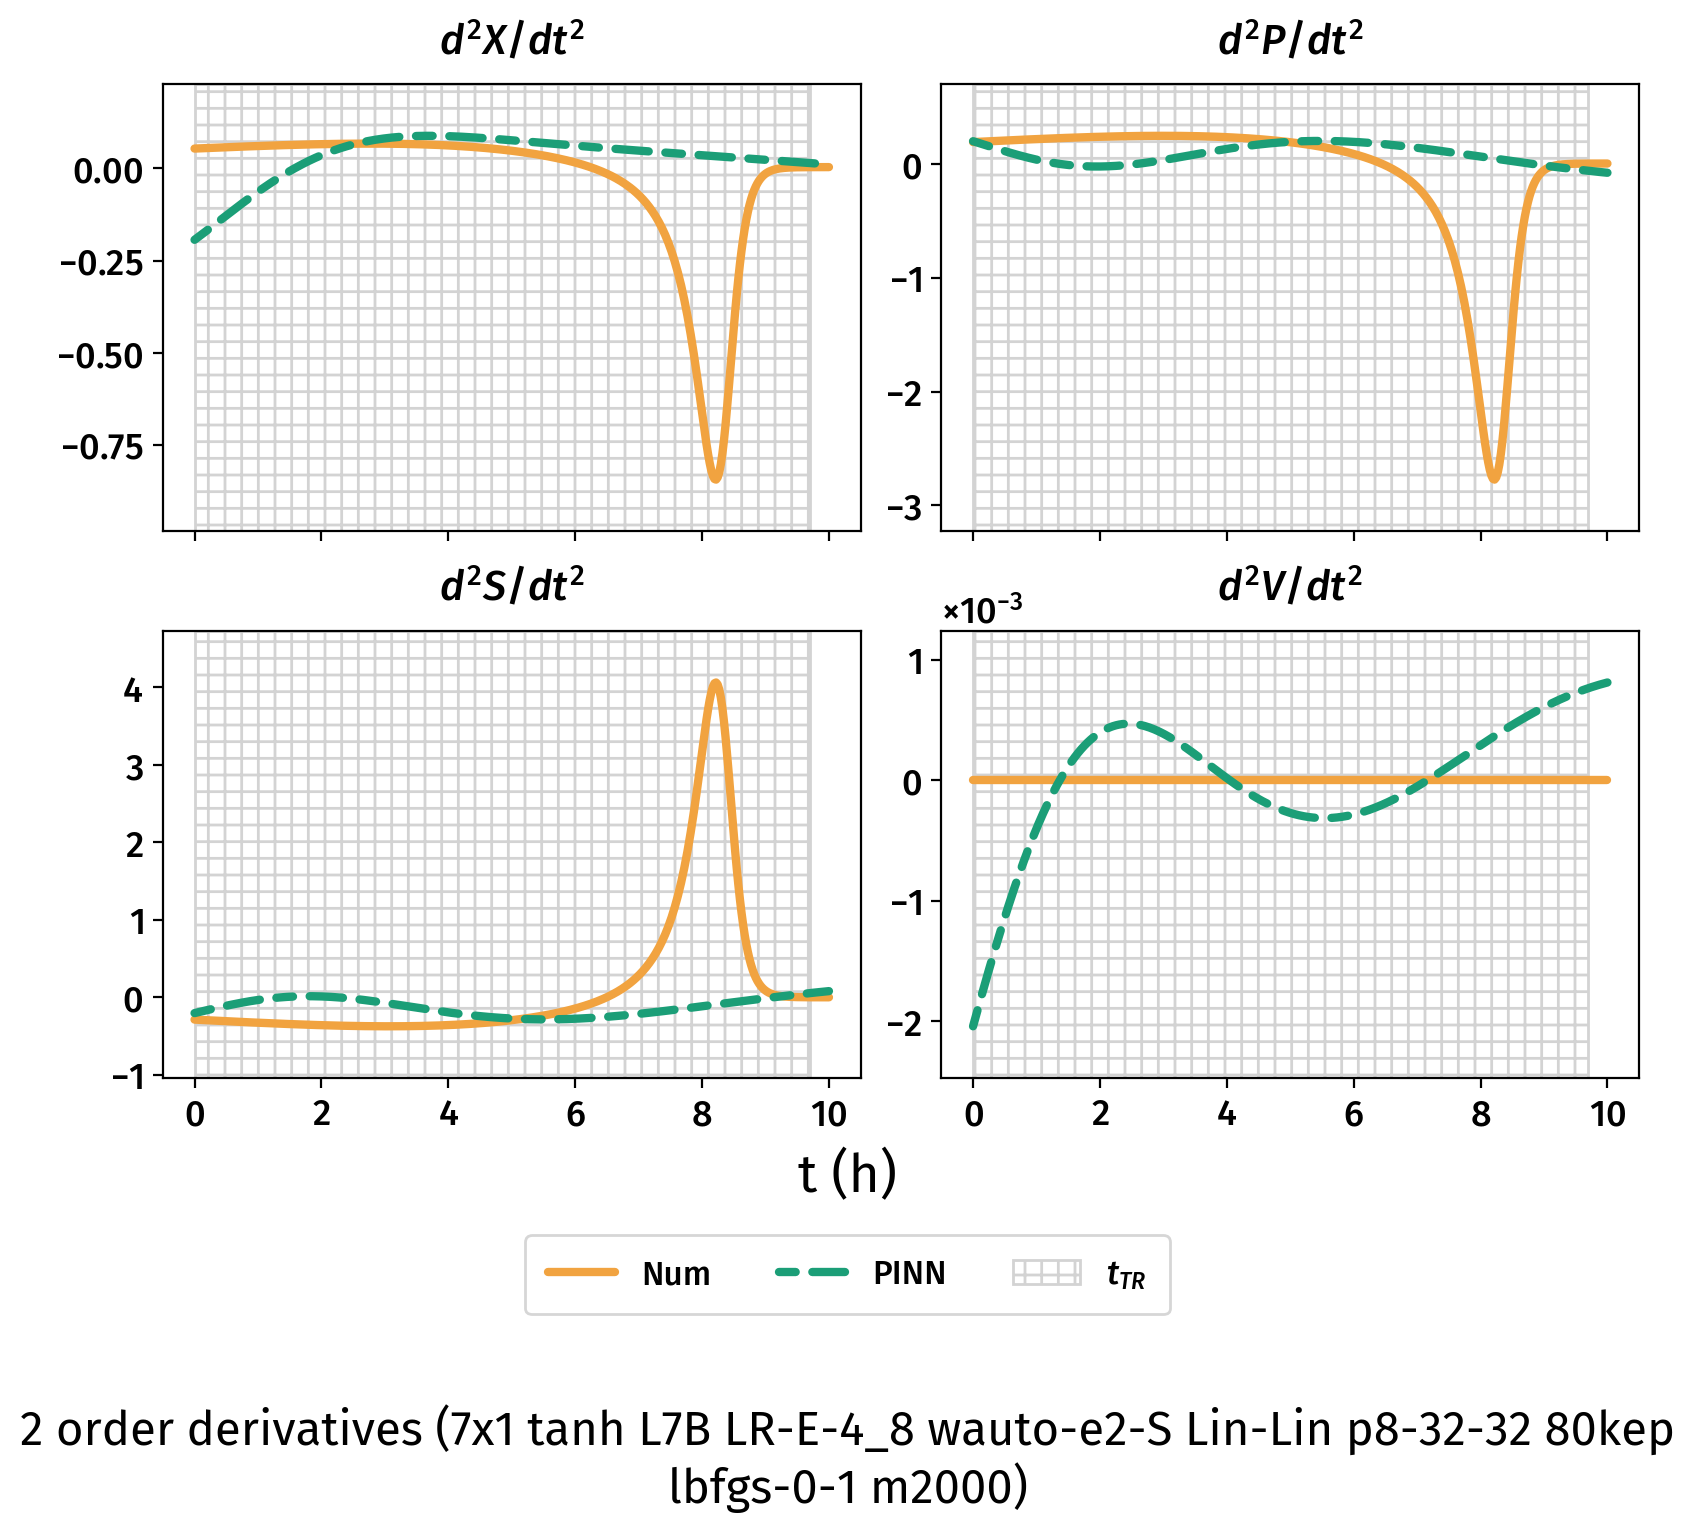 d²X/dt²
d²P/dt²
0.00
−0.25
−0.50
−0.75
0
−1
−2
−3
d²S/dt²
d²V/dt²
×10⁻³
4
3
2
1
0
−1
1
0
−1
−2
0 2 4 6 8 10
0 2 4 6 8 10
t (h)
Num PINN t_TR
2 order derivatives (7x1 tanh L7B LR-E-4_8 wauto-e2-S Lin-Lin p8-32-32 80kep
lbfgs-0-1 m2000)